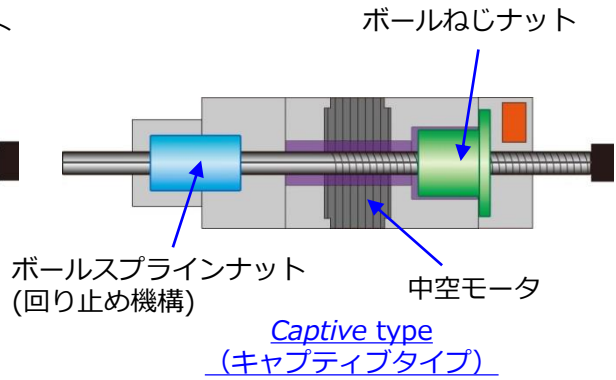 ト
ボールねじナット
ボールスプラインナット
(回り止め機構)
中空モータ
Captive type
（キャプティブタイプ）